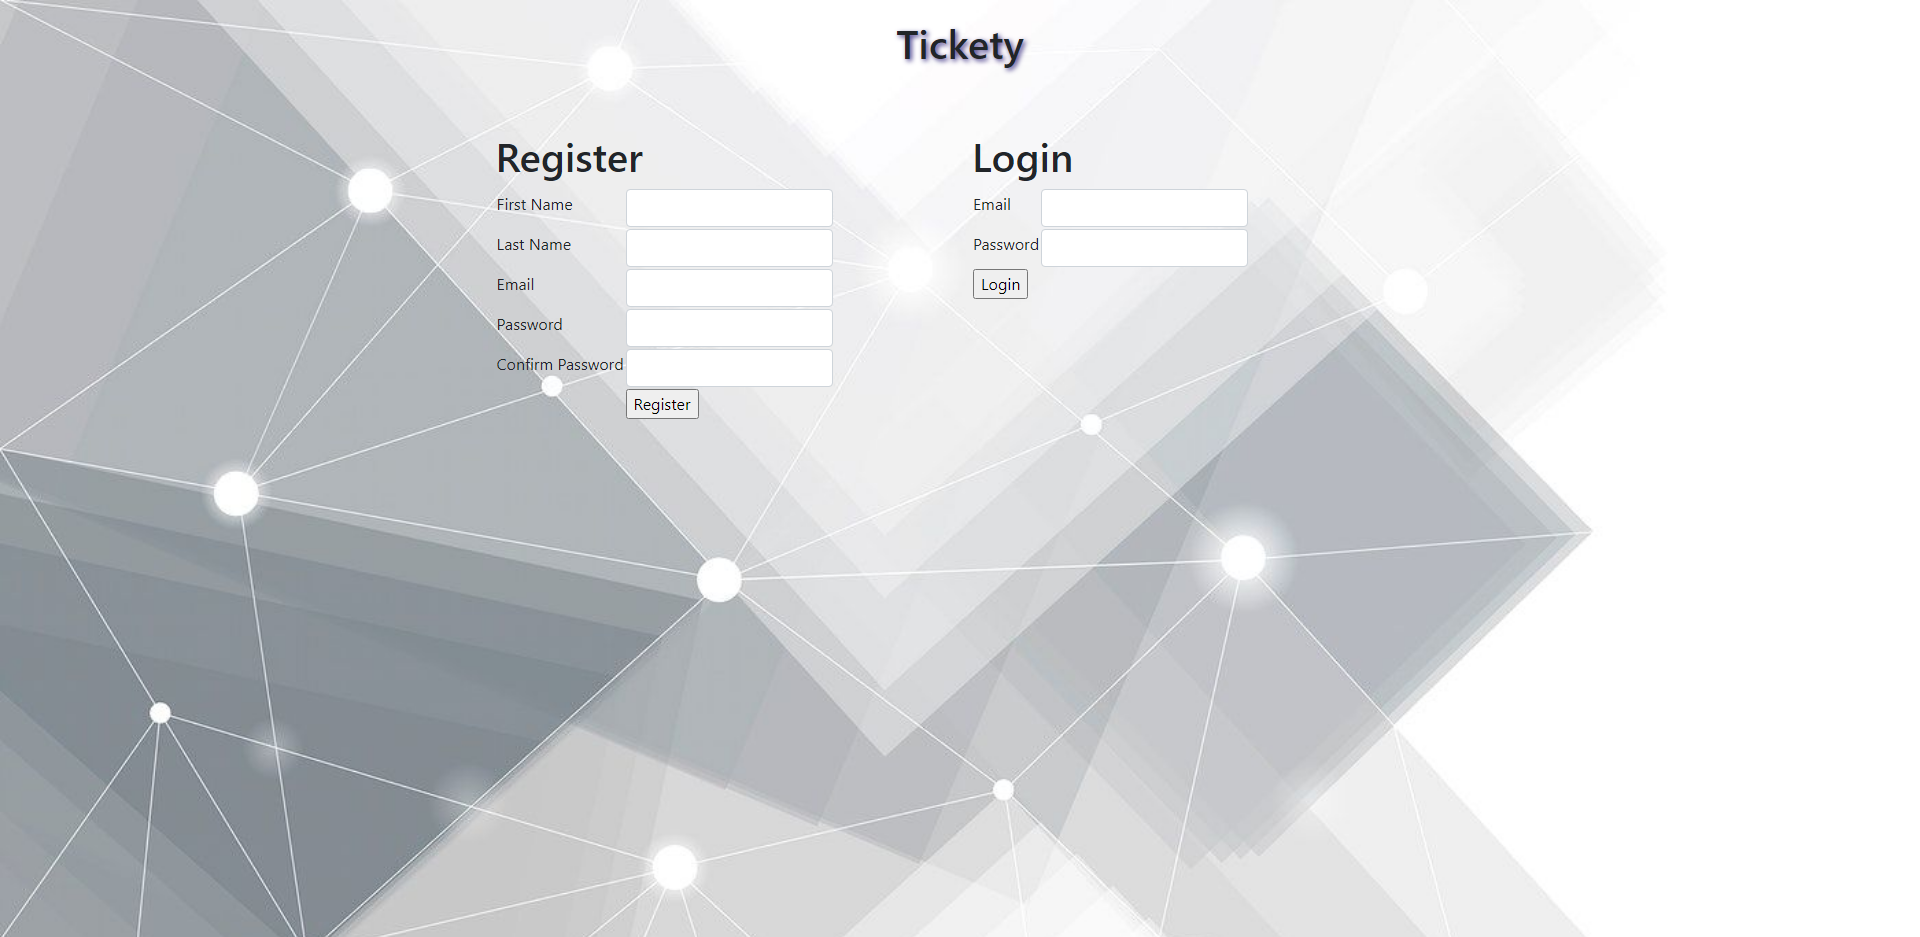 Tickety
Register
First Name
Last Name
Email
Password
Confirm Password
Register
Login
Email
Password
Login